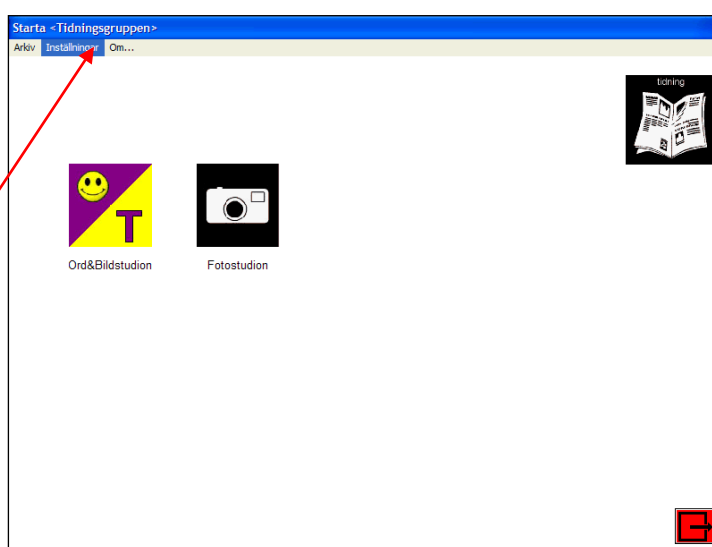 Starta <Tidningsgruppen>
Arkiv Inställningar Om...
tidning
T
Ord&Bildstudion Fotostudion